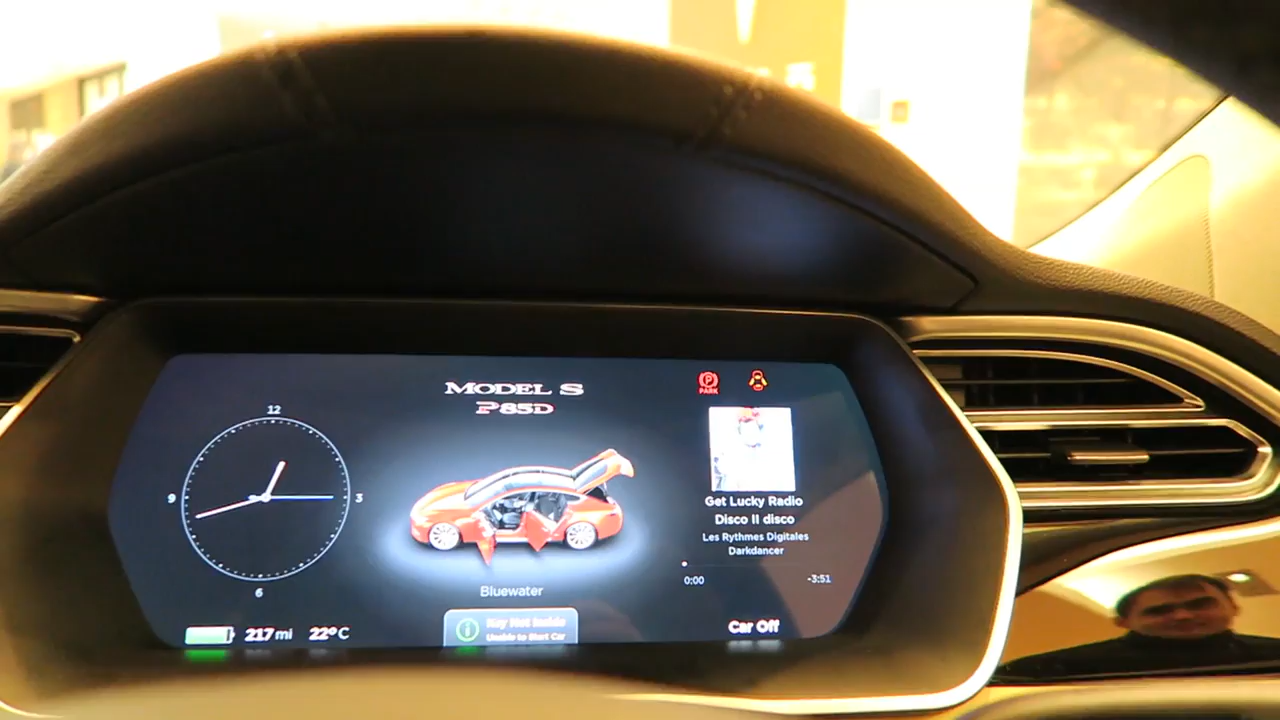 MODEL S
P85D
PARK
12
9
3
6
Get Lucky Radio
Disco II disco
Les Rythmes Digitales
Darkdancer
0:00
-3:51
Bluewater
217 mi
22°C
Key Not Inside
Unable to Start Car
Car Off